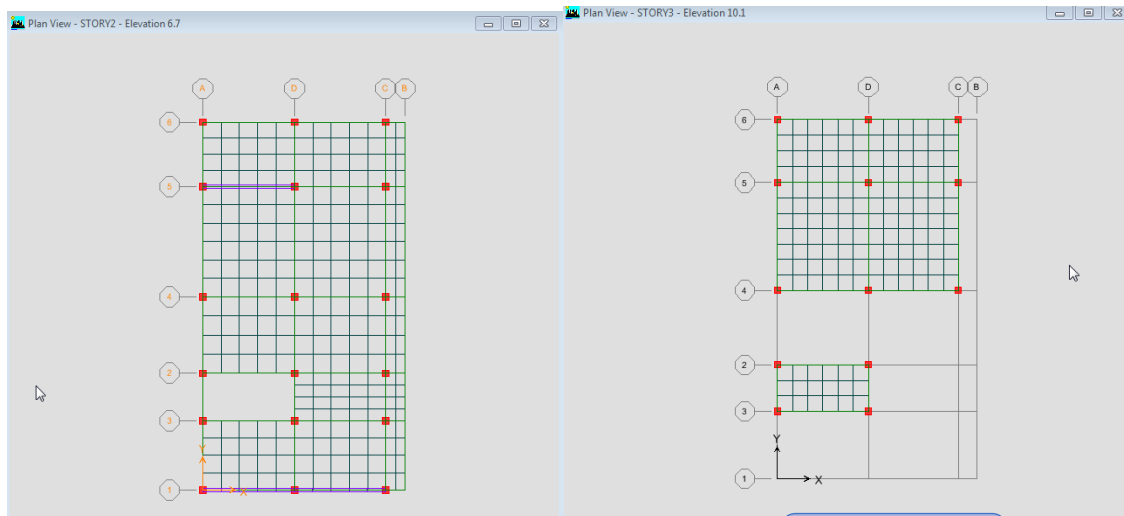 Plan View - STORY2 - Elevation 6.7
A D C B
6
5
4
2
3
1
Y
X
Plan View - STORY3 - Elevation 10.1
A D C B
6
5
4
2
3
Y
1
X